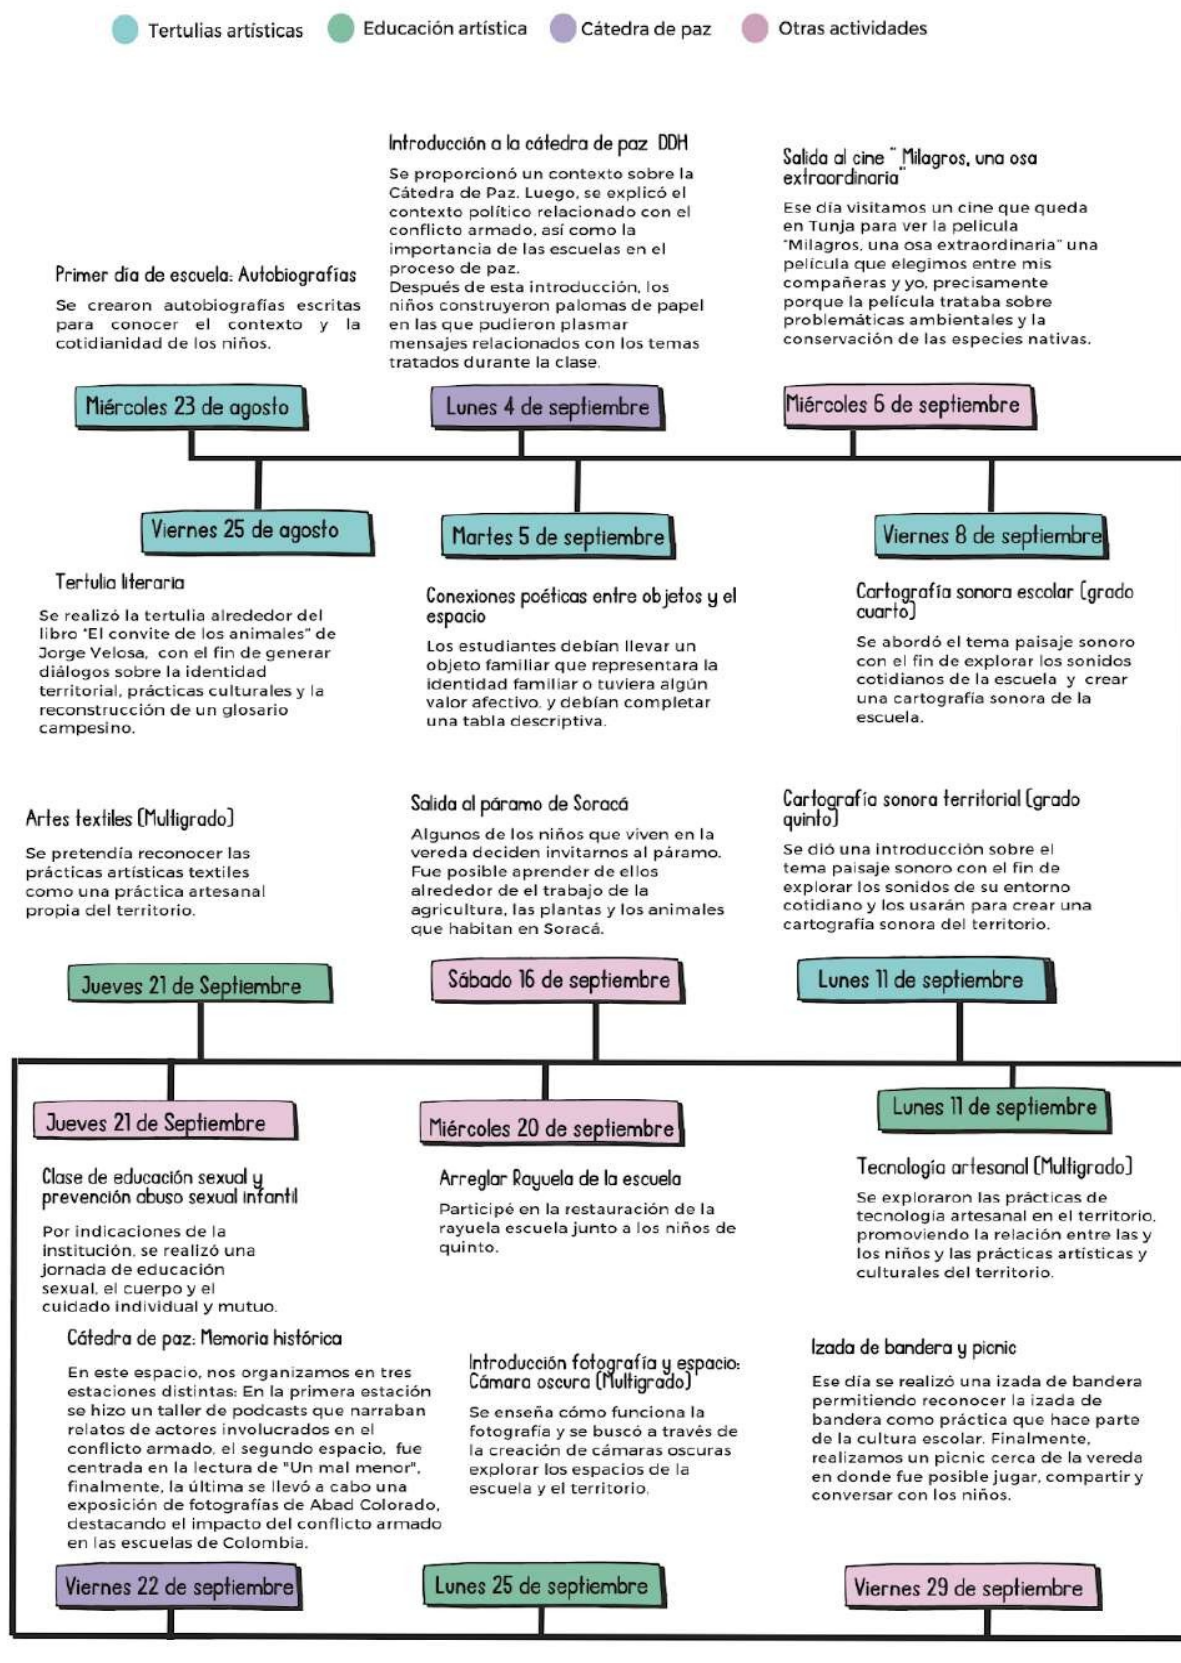 Tertulias artísticas
Educación artística
Cátedra de paz
Otras actividades
Primer día de escuela: Autobiografías
Se crearon autobiografías escritas
para conocer el contexto y la
cotidianidad de los niños.
Miércoles 23 de agosto
Introducción a la cátedra de paz DDH
Se proporcionó un contexto sobre la
Cátedra de Paz. Luego, se explicó el
contexto político relacionado con el
conflicto armado, así como la
importancia de las escuelas en el
proceso de paz.
Después de esta introducción, los
niños construyeron palomas de papel
en las que pudieron plasmar
mensajes relacionados con los temas
tratados durante la clase.
Lunes 4 de septiembre
Salida al cine " Milagros, una osa
extraordinaria"
Ese día visitamos un cine que queda
en Tunja para ver la pelicula
"Milagros, una osa extraordinaria" una
película que elegimos entre mis
compañeras y yo, precisamente
porque la película trataba sobre
problemáticas ambientales y la
conservación de las especies nativas.
Miércoles 6 de septiembre
Viernes 25 de agosto
Tertulia literaria
Se realizó la tertulia alrededor del
libro "El convite de los animales" de
Jorge Velosa, con el fin de generar
diálogos sobre la identidad
territorial, prácticas culturales y la
reconstrucción de un glosario
campesino.
Martes 5 de septiembre
Conexiones poéticas entre objetos y el
espacio
Los estudiantes debían llevar un
objeto familiar que representara la
identidad familiar o tuviera algún
valor afectivo, y debían completar
una tabla descriptiva.
Viernes 8 de septiembre
Cartografía sonora escolar (grado
cuarto)
Se abordó el tema paisaje sonoro
con el fin de explorar los sonidos
cotidianos de la escuela y crear
una cartografía sonora de la
escuela.
Artes textiles (Multigrado)
Se pretendía reconocer las
prácticas artísticas textiles
como una práctica artesanal
propia del territorio.
Jueves 21 de Septiembre
Salida al páramo de Soracá
Algunos de los niños que viven en la
vereda deciden invitarnos al páramo.
Fue posible aprender de ellos
alrededor de el trabajo de la
agricultura, las plantas y los animales
que habitan en Soracá.
Sábado 16 de septiembre
Cartografía sonora territorial (grado
quinto)
Se dió una introducción sobre el
tema paisaje sonoro con el fin de
explorar los sonidos de su entorno
cotidiano y los usarán para crear una
cartografía sonora del territorio.
Lunes 11 de septiembre
Jueves 21 de Septiembre
Clase de educación sexual y
prevención abuso sexual infantil
Por indicaciones de la
institución, se realizó una
jornada de educación
sexual, el cuerpo y el
cuidado individual y mutuo.
Miércoles 20 de septiembre
Arreglar Rayuela de la escuela
Participé en la restauración de la
rayuela escuela junto a los niños de
quinto.
Lunes 11 de septiembre
Tecnología artesanal (Multigrado)
Se exploraron las prácticas de
tecnologia artesanal en el territorio,
promoviendo la relación entre las y
los niños y las prácticas artísticas y
culturales del territorio.
Cátedra de paz: Memoria histórica
En este espacio, nos organizamos en tres
estaciones distintas: En la primera estación
se hizo un taller de podcasts que narraban
relatos de actores involucrados en el
conflicto armado, el segundo espacio, fue
centrada en la lectura de "Un mal menor",
finalmente, la última se llevó a cabo una
exposición de fotografías de Abad Colorado,
destacando el impacto del conflicto armado
en las escuelas de Colombia.
Viernes 22 de septiembre
Introducción fotografía y espacio:
Cámara oscura (Multigrado)
Se enseña cómo funciona la
fotografía y se buscó a través de
la creación de cámaras oscuras
explorar los espacios de la
escuela y el territorio.
Lunes 25 de septiembre
Izada de bandera y picnic
Ese día se realizó una izada de bandera
permitiendo reconocer la izada de
bandera como práctica que hace parte
de la cultura escolar. Finalmente,
realizamos un picnic cerca de la vereda
en donde fue posible jugar, compartir y
conversar con los niños.
Viernes 29 de septiembre